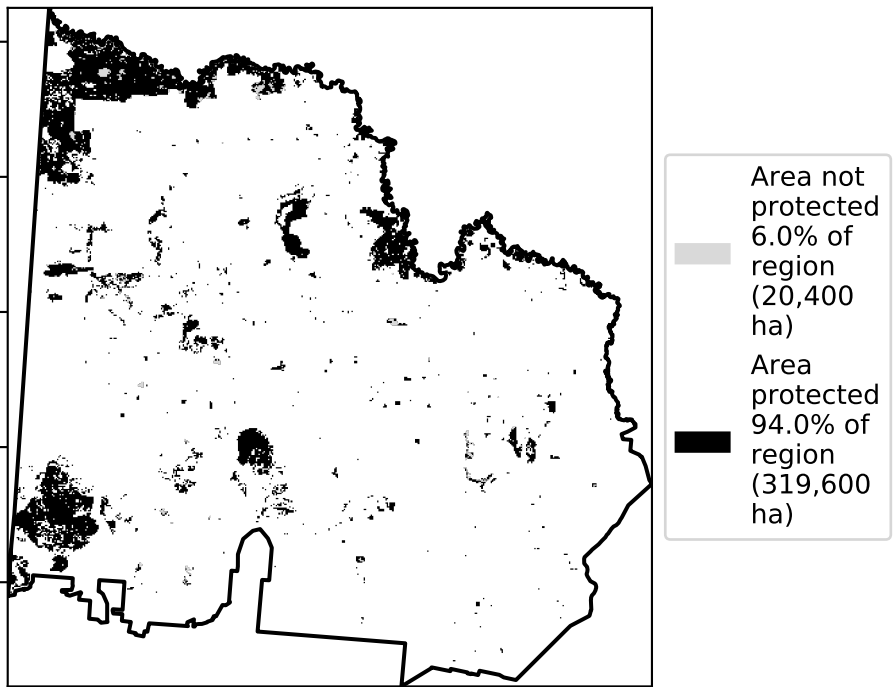 Area not
protected
6.0% of
region
(20,400
ha)
Area
protected
94.0% of
region
(319,600
ha)